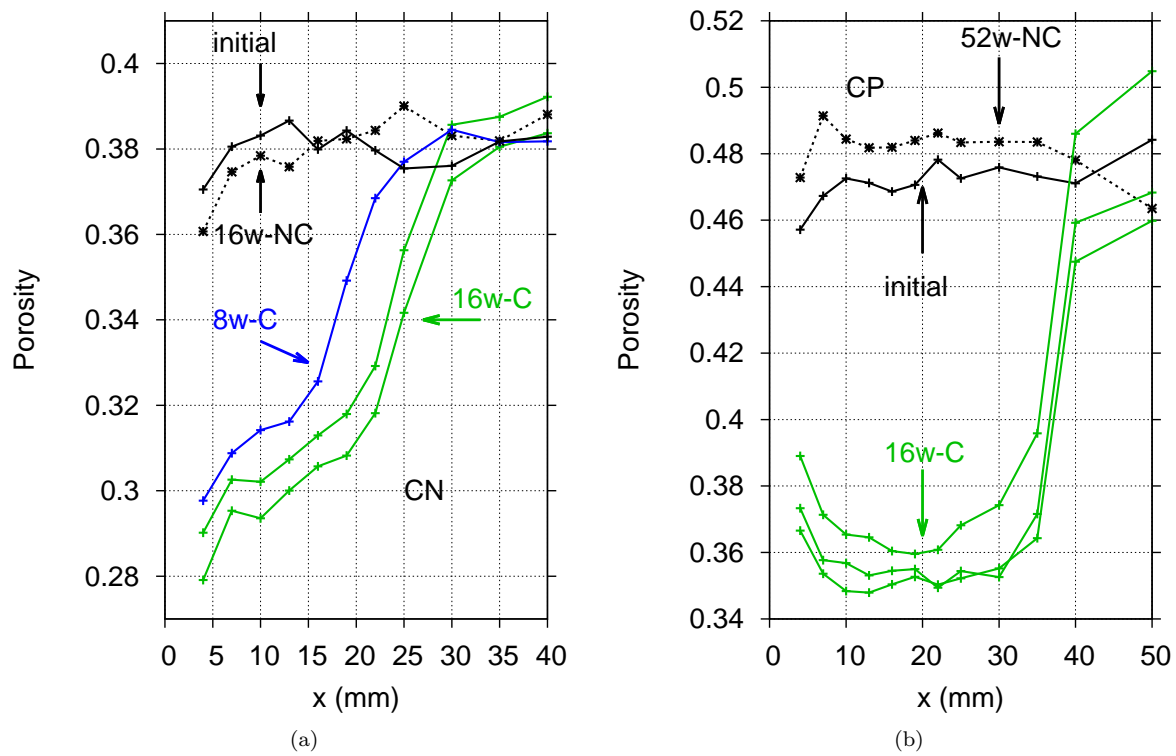 0.4
0.38
0.36
0.34
0.32
0.3
0.28
Porosity
initial
16w-NC
8w-C
16w-C
CN
0 5 10 15 20 25 30 35 40
x (mm)
(a)
0.52
0.5
0.48
0.46
0.44
0.42
0.4
0.38
0.36
0.34
Porosity
52w-NC
CP
initial
16w-C
0 10 20 30 40 50
x (mm)
(b)